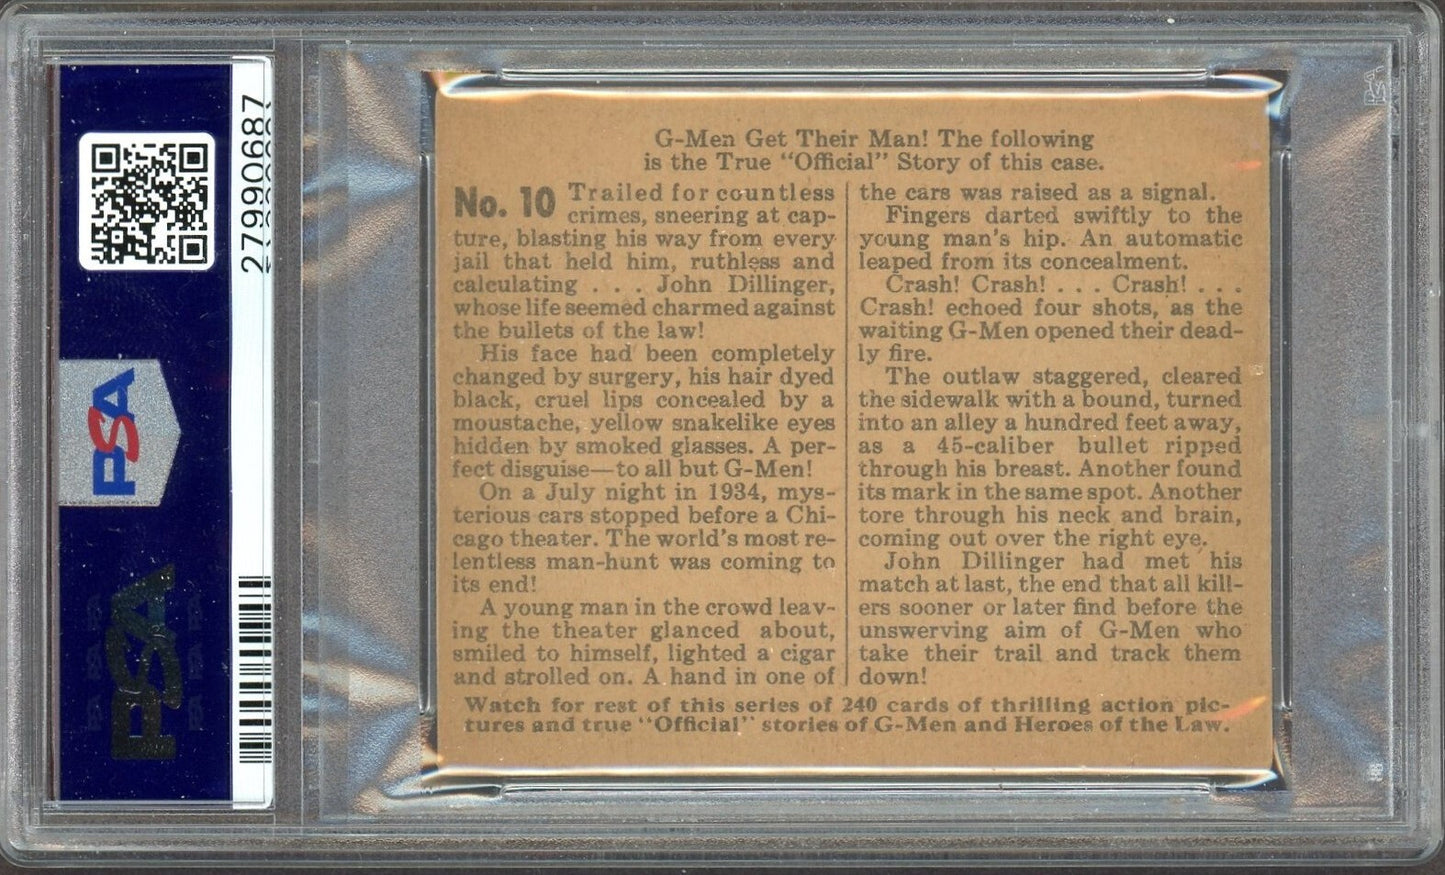 G-Men Get Their Man! The following
is the True "Official" Story of this case.
No. 10 Trailed for countless
crimes, sneering at cap-
ture, blasting his way from every
jail that held him, ruthless and
calculating . . . John Dillinger,
whose life seemed charmed against
the bullets of the law!
His face had been completely
changed by surgery, his hair dyed
black, cruel lips concealed by a
moustache, yellow snakelike eyes
hidden by smoked glasses. A per-
fect disguise—to all but G-Men!
On a July night in 1934, mys-
terious cars stopped before a Chi-
cago theater. The world's most re-
lentless man-hunt was coming to
its end!
A young man in the crowd leav-
ing the theater glanced about,
smiled to himself, lighted a cigar
and strolled on. A hand in one of
the cars was raised as a signal.
Fingers darted swiftly to the
young man's hip. An automatic
leaped from its concealment.
Crash! Crash! . . . Crash! . . .
Crash! echoed four shots, as the
waiting G-Men opened their dead-
ly fire.
The outlaw staggered, cleared
the sidewalk with a bound, turned
into an alley a hundred feet away,
as a 45-caliber bullet ripped
through his breast. Another found
its mark in the same spot. Another
tore through his neck and brain,
coming out over the right eye.
John Dillinger had met his
match at last, the end that all kill-
ers sooner or later find before the
unswerving aim of G-Men who
take their trail and track them
down!
Watch for rest of this series of 240 cards of thrilling action pic-
tures and true "Official" stories of G-Men and Heroes of the Law.
27990687
PSA
PSA